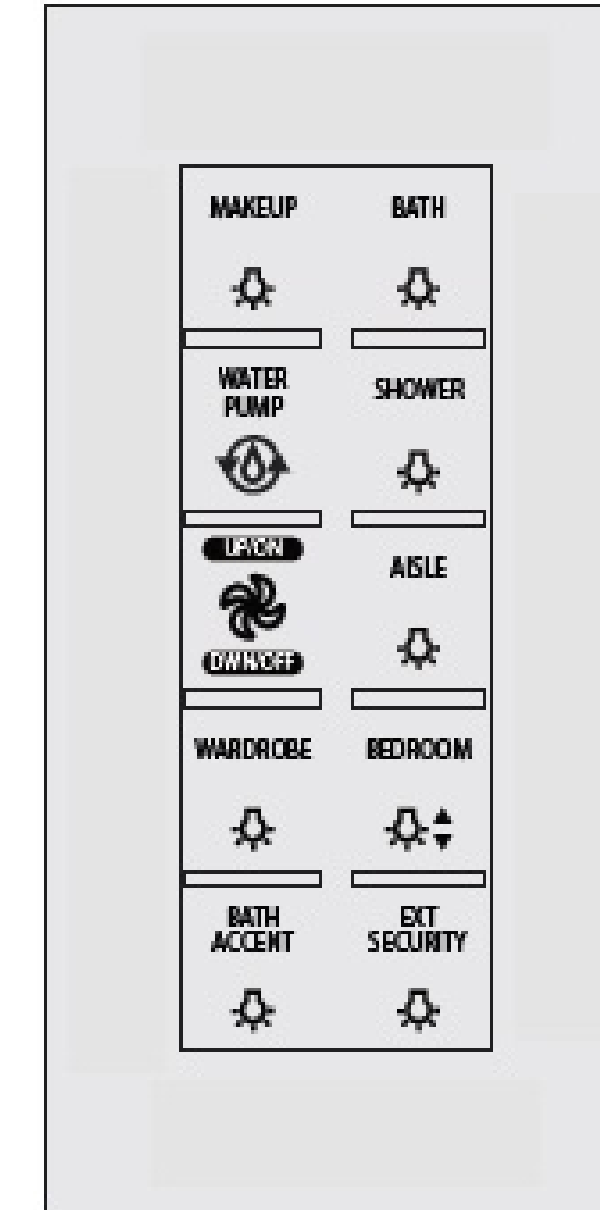 MAKEUP BATH
WATER
PUMP
SHOWER
UP/ON
DWN/OFF
AISLE
WARDROBE BEDROOM
BATH
ACCENT
EXT
SECURITY